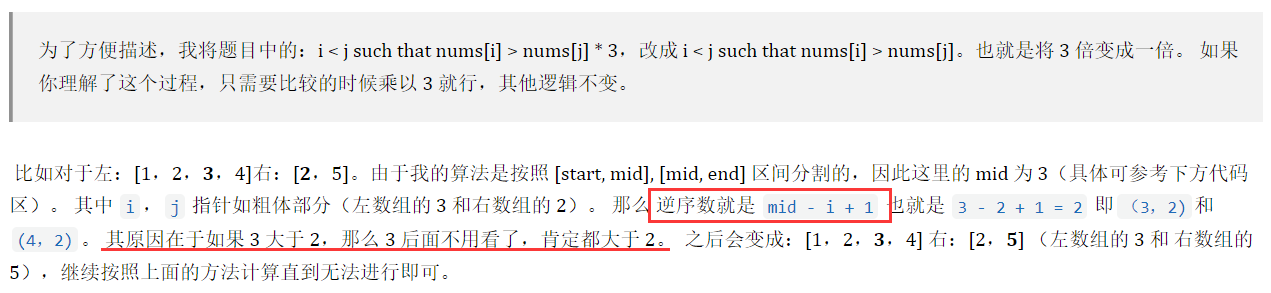 为了方便描述，我将题目中的：i < j such that nums[i] > nums[j] * 3，改成 i < j such that nums[i] > nums[j]。也就是将 3 倍变成一倍。 如果
你理解了这个过程，只需要比较的时候乘以 3 就行，其他逻辑不变。
比如对于左：[1，2，3，4]右：[2，5]。由于我的算法是按照 [start, mid], [mid, end] 区间分割的，因此这里的 mid 为 3（具体可参考下方代码
区）。 其中 i ， j 指针如粗体部分（左数组的 3 和右数组的 2）。 那么 逆序数就是 mid - i + 1 也就是 3 - 2 + 1 = 2 即 （3，2）和
（4，2） 。 其原因在于如果 3 大于 2，那么 3 后面不用看了，肯定都大于 2。 之后会变成：[1，2，3，4] 右：[2，5] （左数组的 3 和 右数组的
5），继续按照上面的方法计算直到无法进行即可。